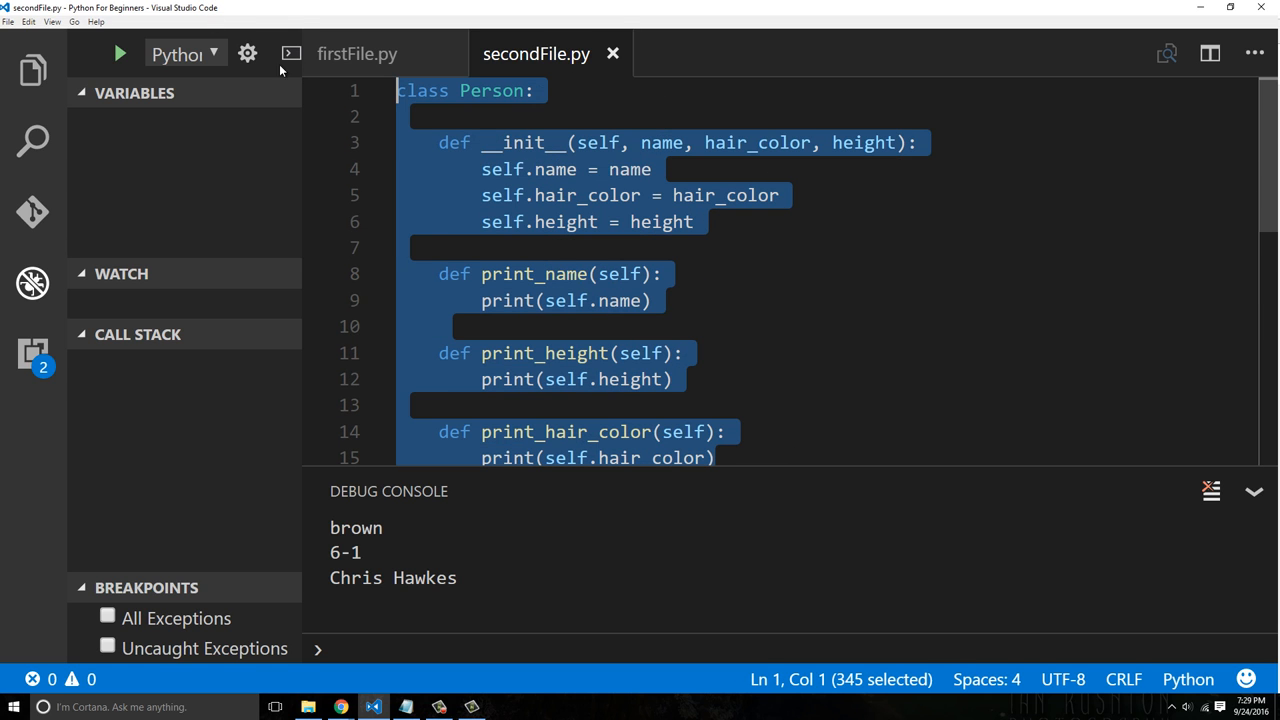 secondFile.py - Python For Beginners - Visual Studio Code
File Edit View Go Help
firstFile.py secondFile.py
VARIABLES
WATCH
CALL STACK
BREAKPOINTS
All Exceptions
Uncaught Exceptions
2
1 class Person:
2
3 def __init__(self, name, hair_color, height):
4 self.name = name
5 self.hair_color = hair_color
6 self.height = height
7
8 def print_name(self):
9 print(self.name)
10
11 def print_height(self):
12 print(self.height)
13
14 def print_hair_color(self):
15 print(self.hair_color)
DEBUG CONSOLE
brown
6-1
Chris Hawkes
0 0 Ln 1, Col 1 (345 selected) Spaces: 4 UTF-8 CRLF Python
I'm Cortana. Ask me anything.
7:29 PM
9/24/2016